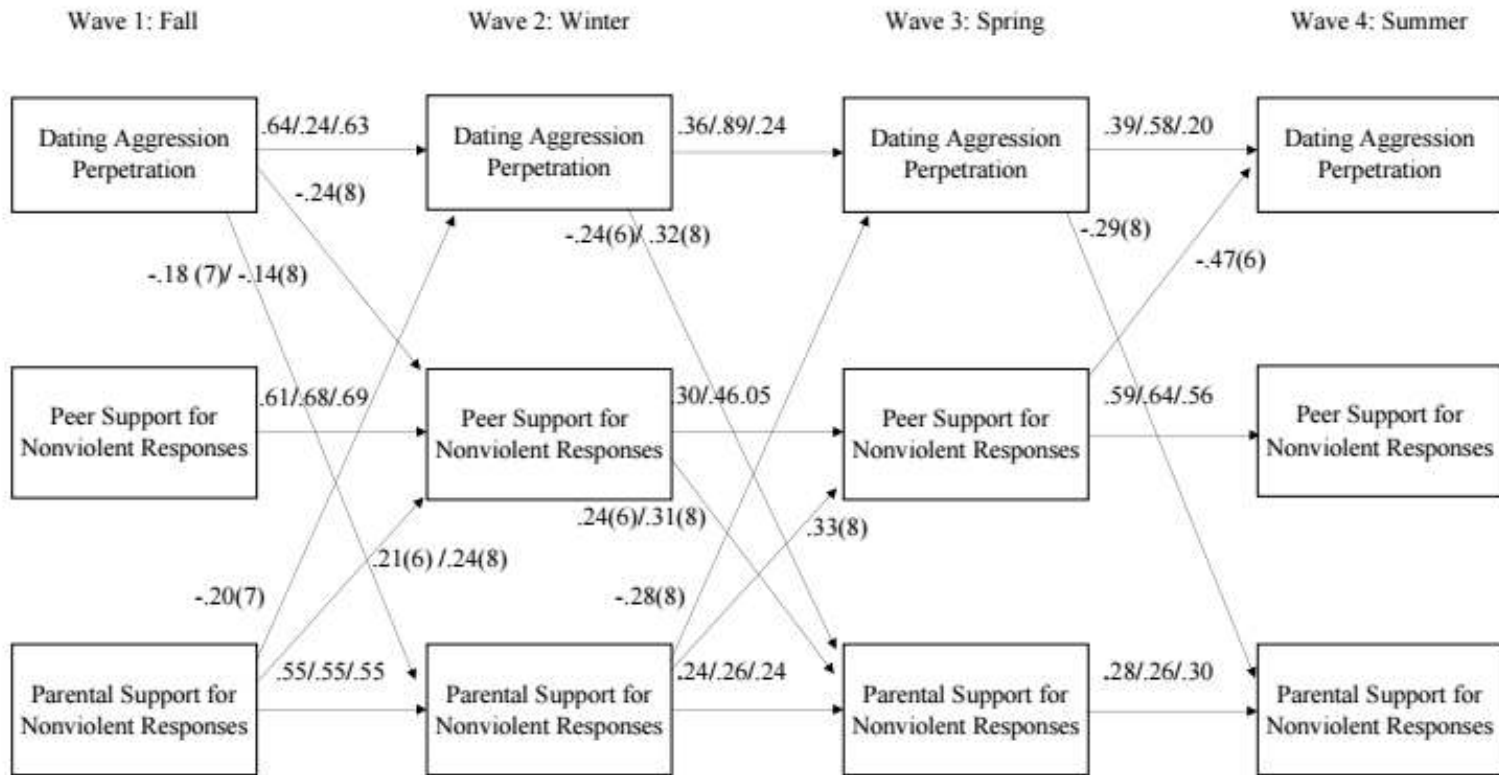 Wave 1: Fall
Wave 2: Winter
Wave 3: Spring
Wave 4: Summer
Dating Aggression
Perpetration
.64/.24/.63
Dating Aggression
Perpetration
.36/.89/.24
Dating Aggression
Perpetration
.39/.58/.20
Dating Aggression
Perpetration
-.24(8)
-.24(6)/ .32(8)
-.29(8)
-.47(6)
-.18 (7)/ -.14(8)
Peer Support for
Nonviolent Responses
.61/.68/.69
Peer Support for
Nonviolent Responses
.30/.46.05
Peer Support for
Nonviolent Responses
.59/.64/.56
Peer Support for
Nonviolent Responses
.24(6)/.31(8)
.33(8)
.21(6) /.24(8)
-.20(7)
-.28(8)
Parental Support for
Nonviolent Responses
.55/.55/.55
Parental Support for
Nonviolent Responses
.24/.26/.24
Parental Support for
Nonviolent Responses
.28/.26/.30
Parental Support for
Nonviolent Responses